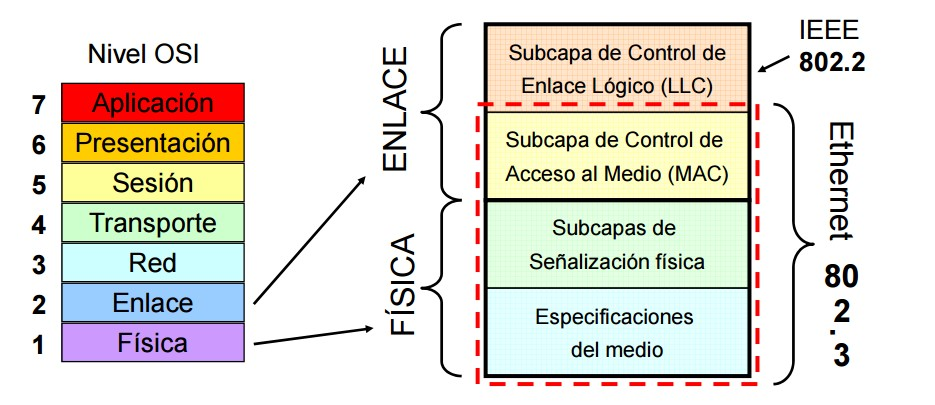 Nivel OSI
7 Aplicación
6 Presentación
5 Sesión
4 Transporte
3 Red
2 Enlace
1 Física
ENLACE
FÍSICA
Subcapa de Control de
Enlace Lógico (LLC)
Subcapa de Control de
Acceso al Medio (MAC)
Subcapas de
Señalización física
Especificaciones
del medio
IEEE
802.2
Ethernet
80
2
.
3